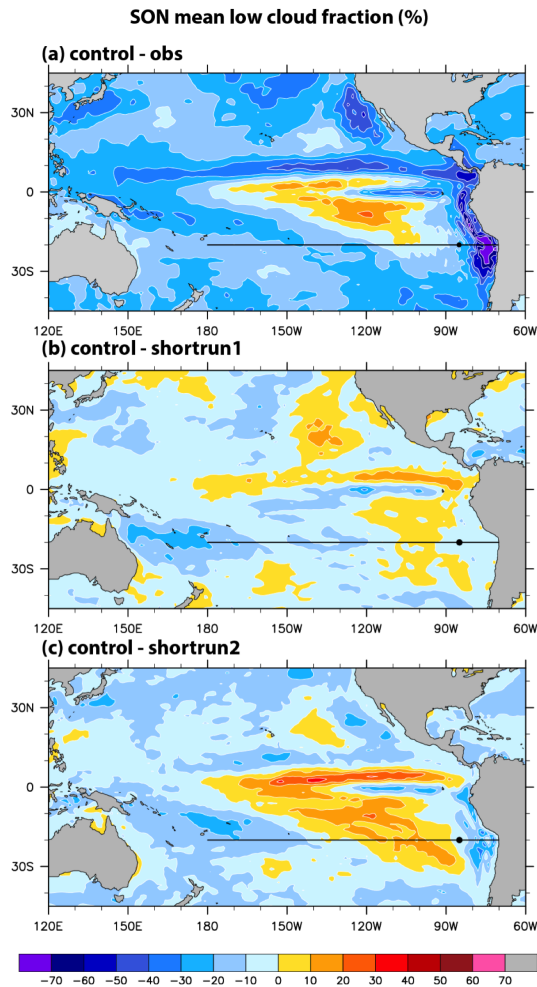 SON mean low cloud fraction (%)
(a) control - obs
30N
0
30S
120E 150E 180 150W 120W 90W 60W
(b) control - shortrun1
30N
0
30S
120E 150E 180 150W 120W 90W 60W
(c) control - shortrun2
30N
0
30S
120E 150E 180 150W 120W 90W 60W
−70 −60 −50 −40 −30 −20 −10 0 10 20 30 40 50 60 70